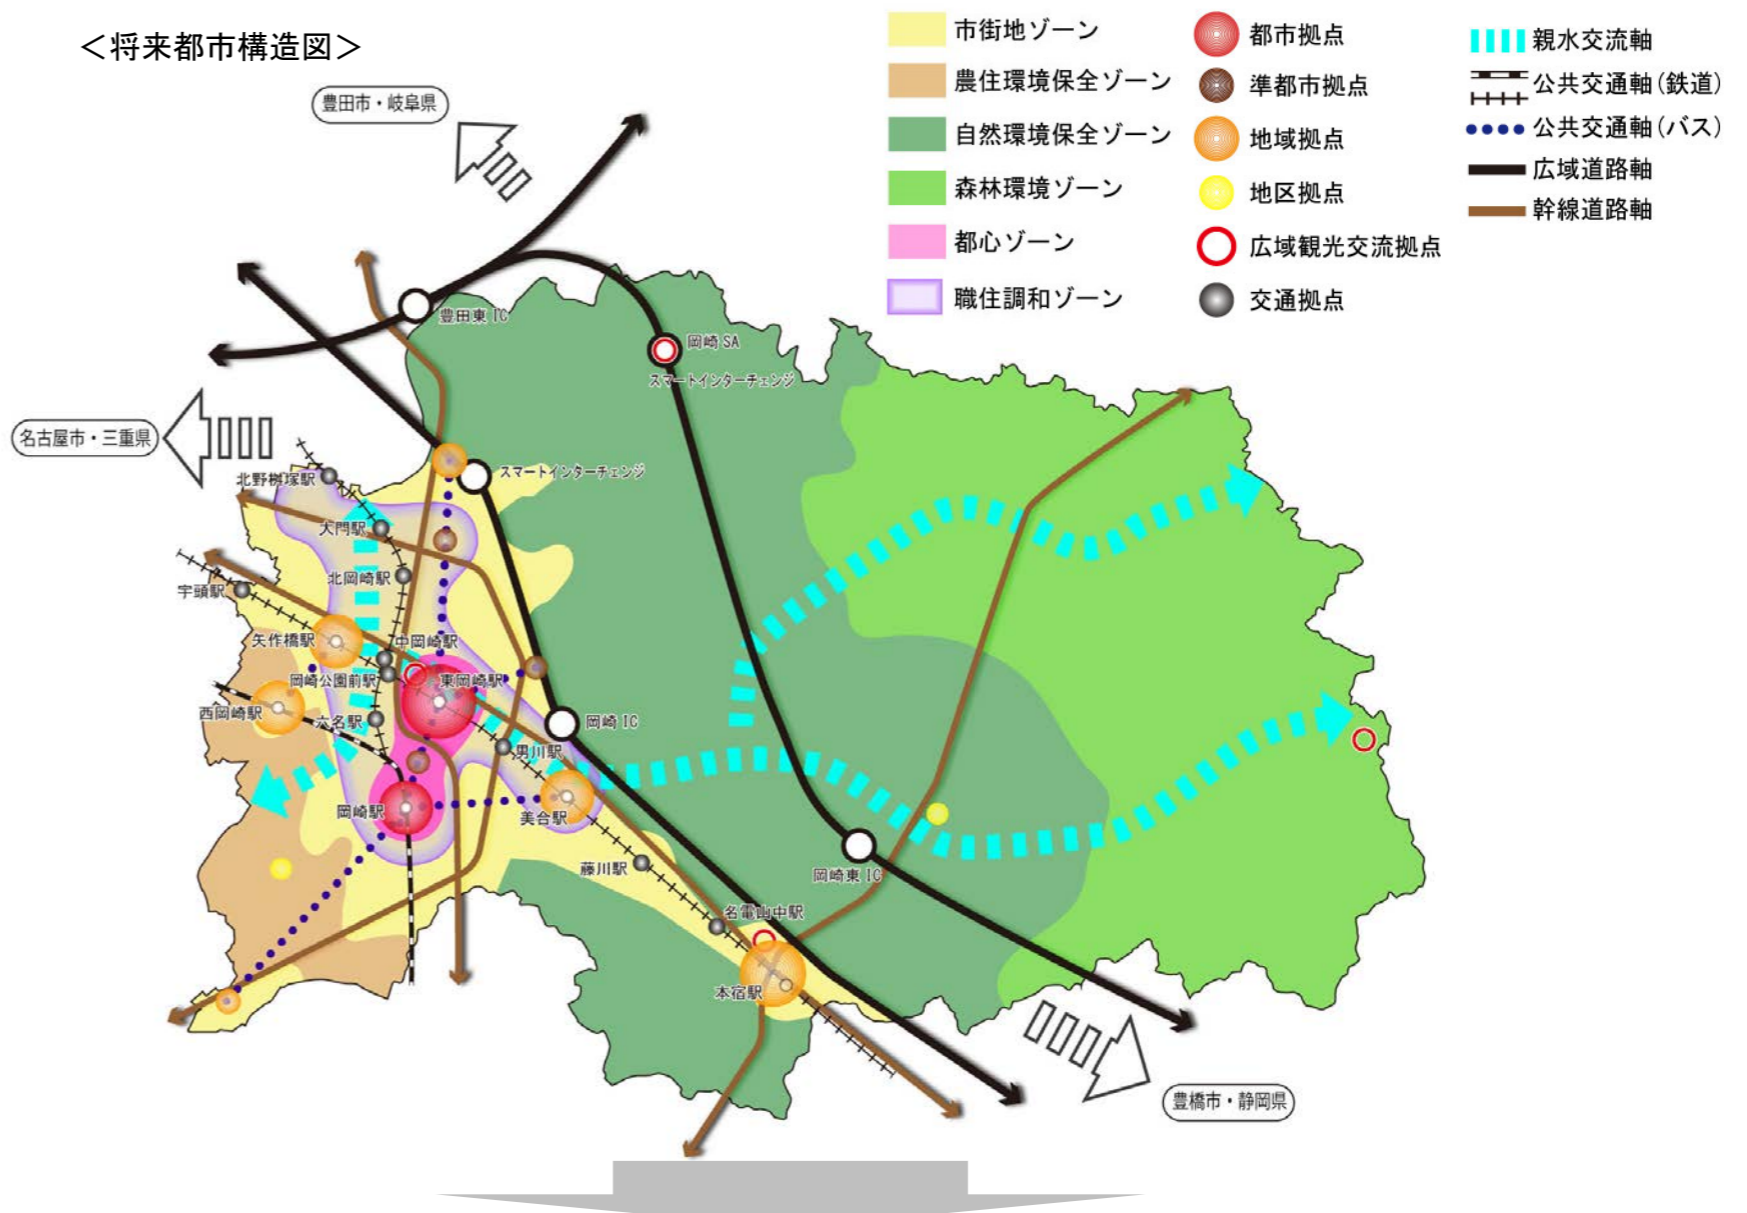 ＜将来都市構造図＞
市街地ゾーン
農住環境保全ゾーン
自然環境保全ゾーン
森林環境ゾーン
都心ゾーン
職住調和ゾーン
都市拠点
準都市拠点
地域拠点
地区拠点
広域観光交流拠点
交通拠点
親水交流軸
公共交通軸(鉄道)
公共交通軸(バス)
広域道路軸
幹線道路軸
豊田市・岐阜県
豊田東IC
岡崎SA
スマートインターチェンジ
名古屋市・三重県
スマートインターチェンジ
北野桝塚駅
大門駅
北岡崎駅
宇頭駅
矢作橋駅
中岡崎駅
岡崎公園前駅
東岡崎駅
西岡崎駅
六名駅
岡崎IC
男川駅
岡崎駅
美合駅
藤川駅
岡崎東IC
名電山中駅
本宿駅
豊橋市・静岡県